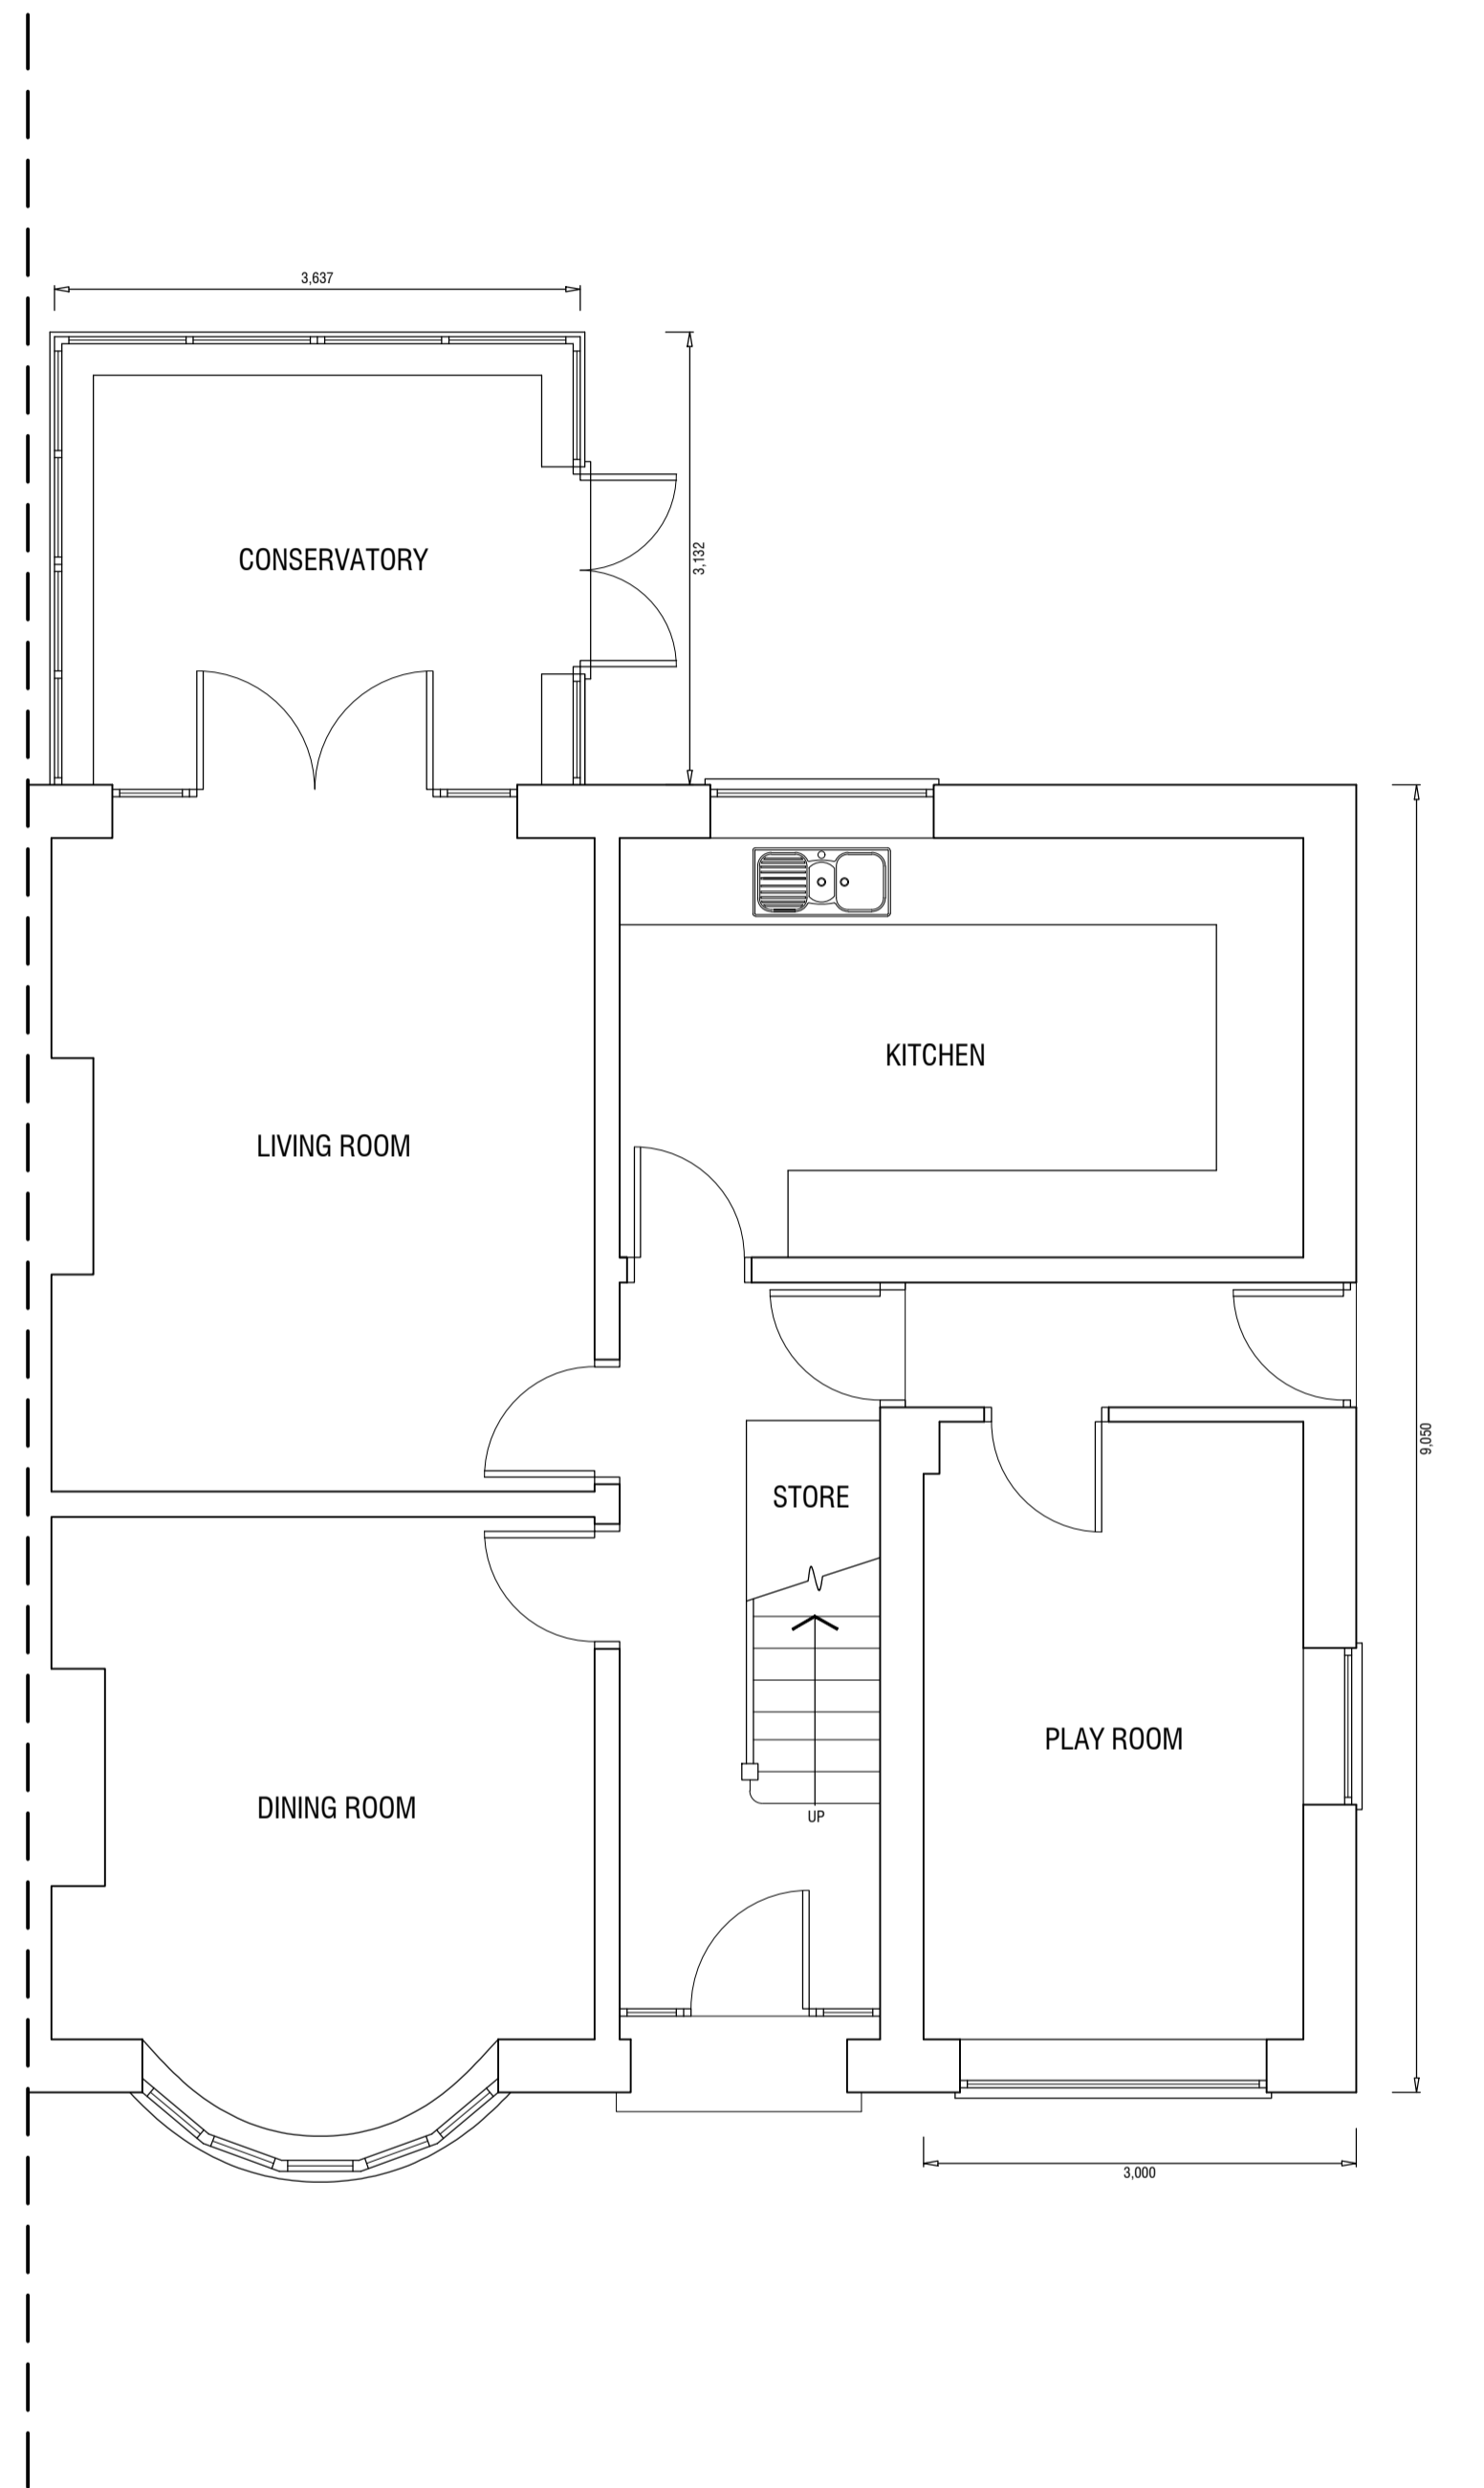 3,637
3,132
CONSERVATORY
KITCHEN
LIVING ROOM
9,050
STORE
PLAY ROOM
DINING ROOM
UP
3,000